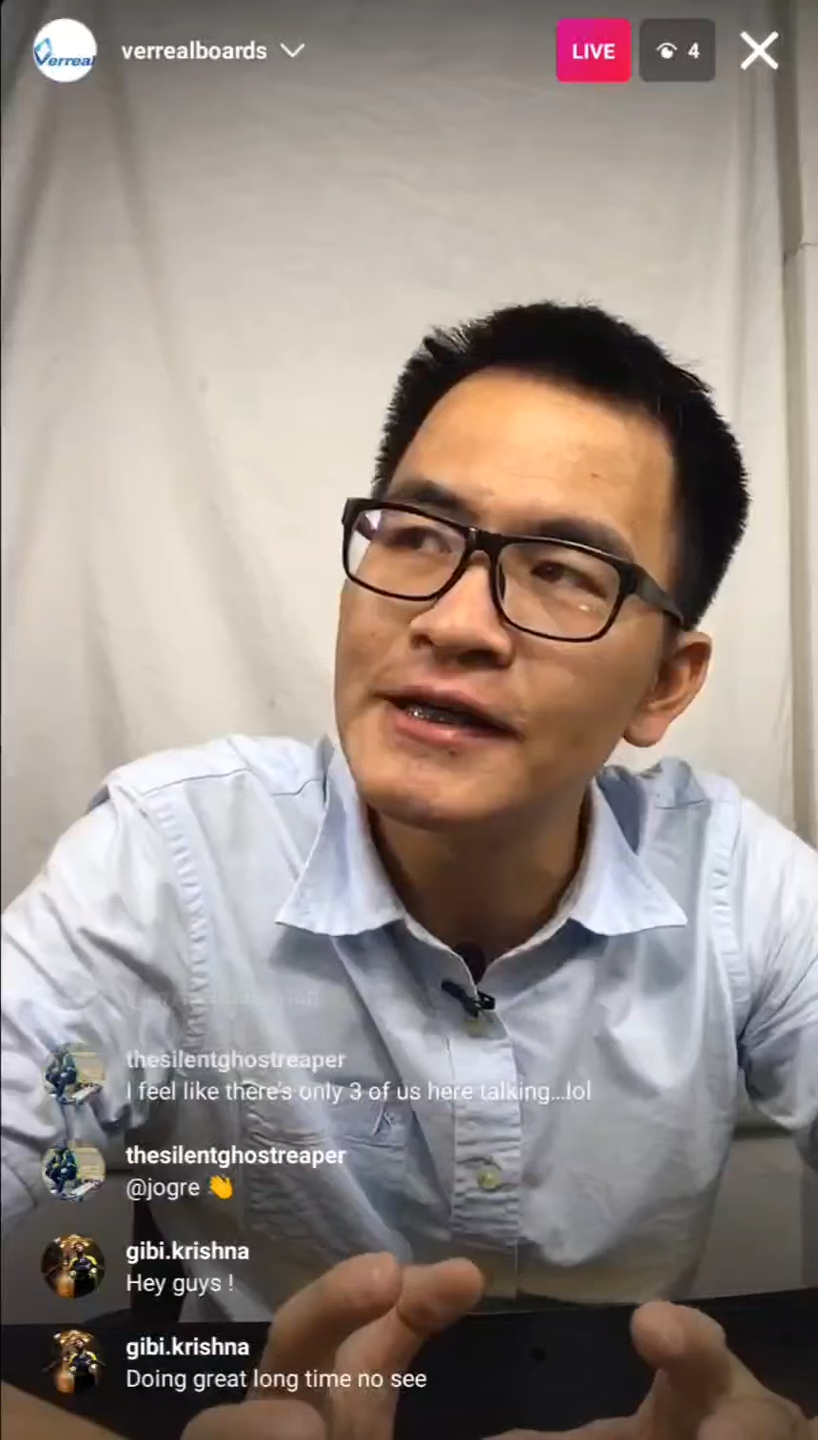 Verreal
verrealboards
LIVE
4
thesilentghostreaper
I feel like there's only 3 of us here talking...lol
thesilentghostreaper
@jogre 👋
gibi.krishna
Hey guys !
gibi.krishna
Doing great long time no see